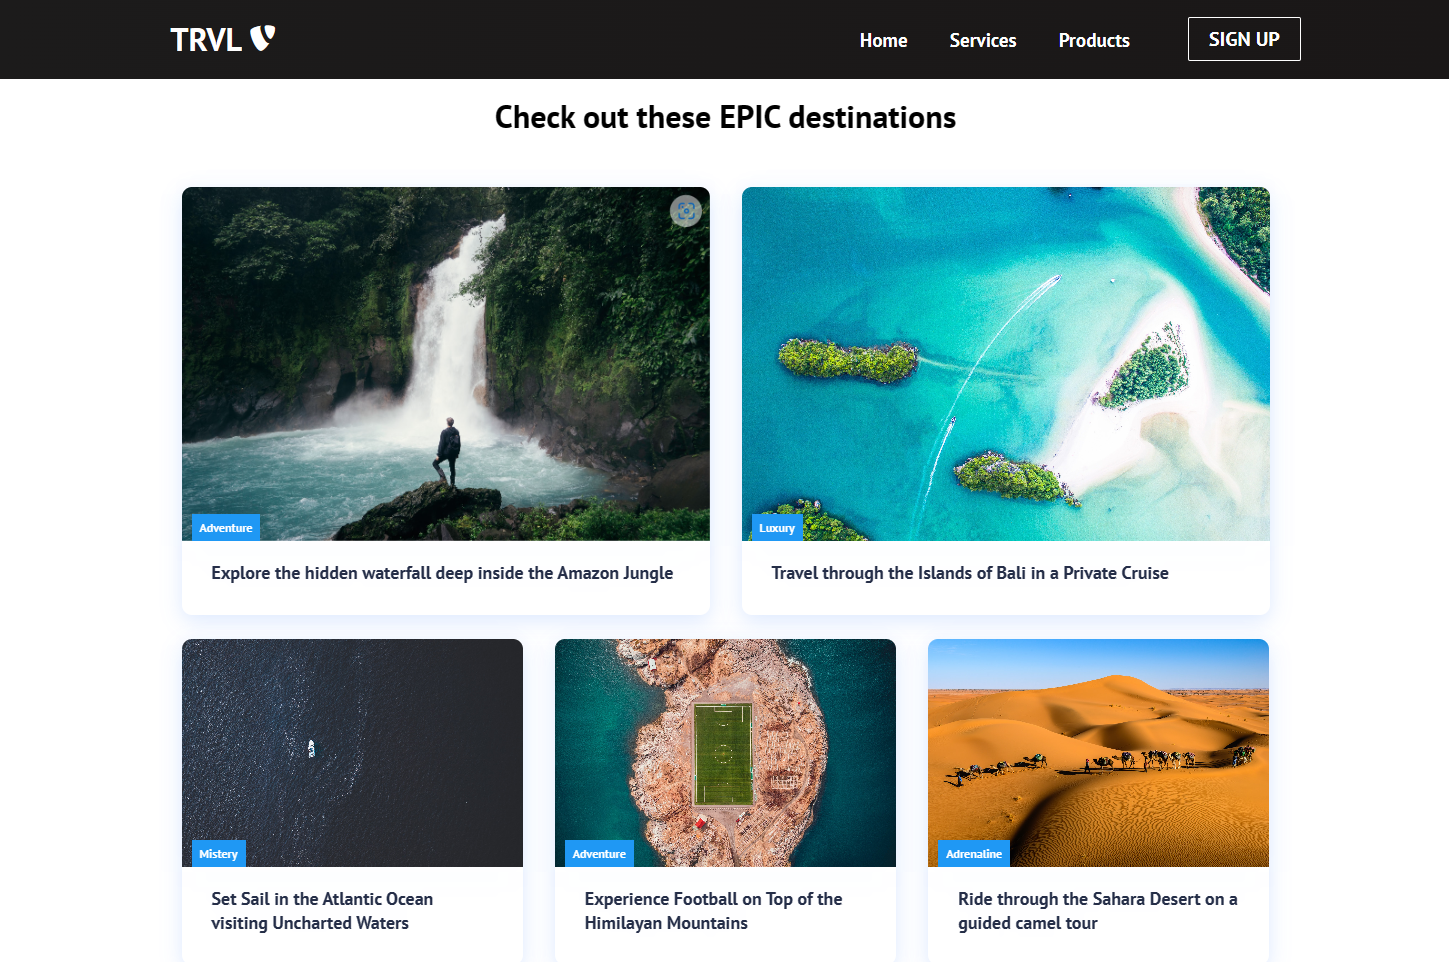 TRVL
Home
Services
Products
SIGN UP
Check out these EPIC destinations
Adventure
Explore the hidden waterfall deep inside the Amazon Jungle
Luxury
Travel through the Islands of Bali in a Private Cruise
Mistery
Set Sail in the Atlantic Ocean
visiting Uncharted Waters
Adventure
Experience Football on Top of the
Himilayan Mountains
Adrenaline
Ride through the Sahara Desert on a
guided camel tour